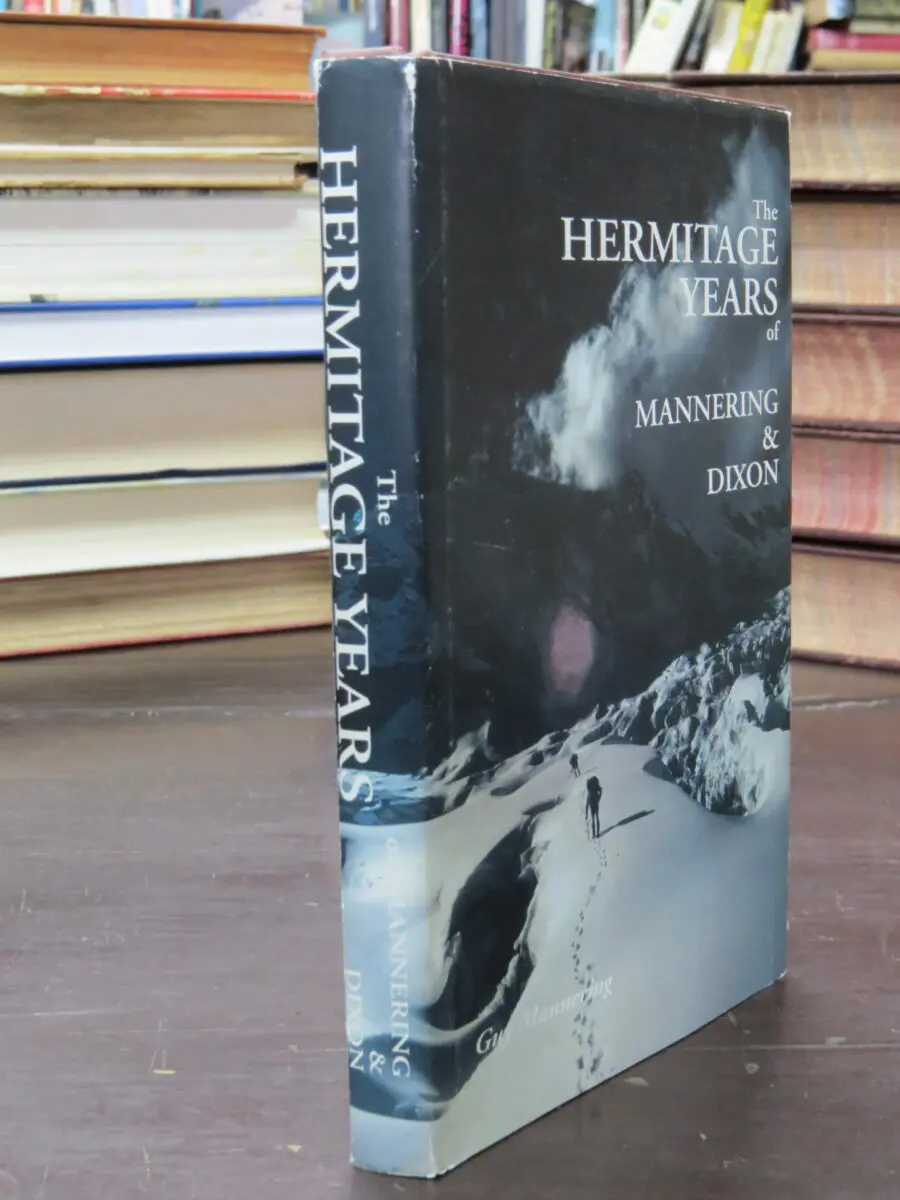 The
HERMITAGE
YEARS
of
MANNERING
&
DIXON
Guy Mannering
The
HERMITAGE YEARS
of MANNERING
&
DIXON